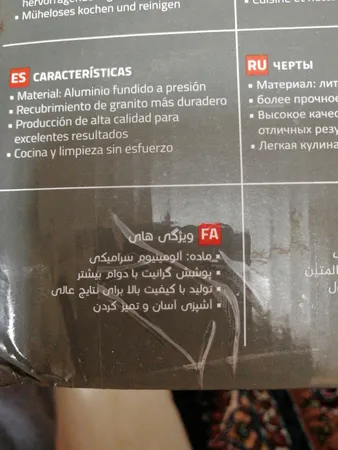 ▪ Müheloses kochen und reinigen
ES CARACTERÍSTICAS
▪ Material: Aluminio fundido a presión
▪ Recubrimiento de granito más duradero
▪ Producción de alta calidad para
excelentes resultados
▪ Cocina y limpieza sin esfuerzo
RU ЧЕРТЫ
▪ Материал: лит
▪ более прочное
▪ Высокое каче
отличных резу
▪ Легкая кулина
FA ویژگی های
▪ ماده: آلومینیوم سرامیکی
▪ پوشش گرانیت با دوام بیشتر
▪ تولید با کیفیت بالا برای نتایج عالی
▪ آشپزی آسان و تمیز کردن